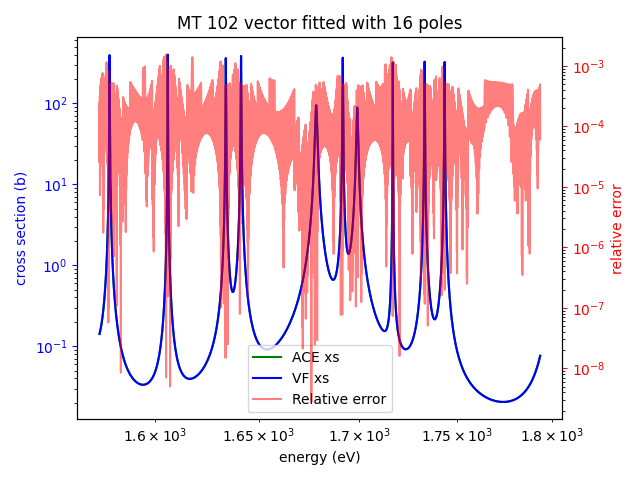 MT 102 vector fitted with 16 poles
cross section (b)
10²
10¹
10⁰
10⁻¹
10⁻³
10⁻⁴
10⁻⁵
10⁻⁶
10⁻⁷
10⁻⁸
relative error
ACE xs
VF xs
Relative error
1.6 × 10³ 1.65 × 10³ 1.7 × 10³ 1.75 × 10³ 1.8 × 10³
energy (eV)